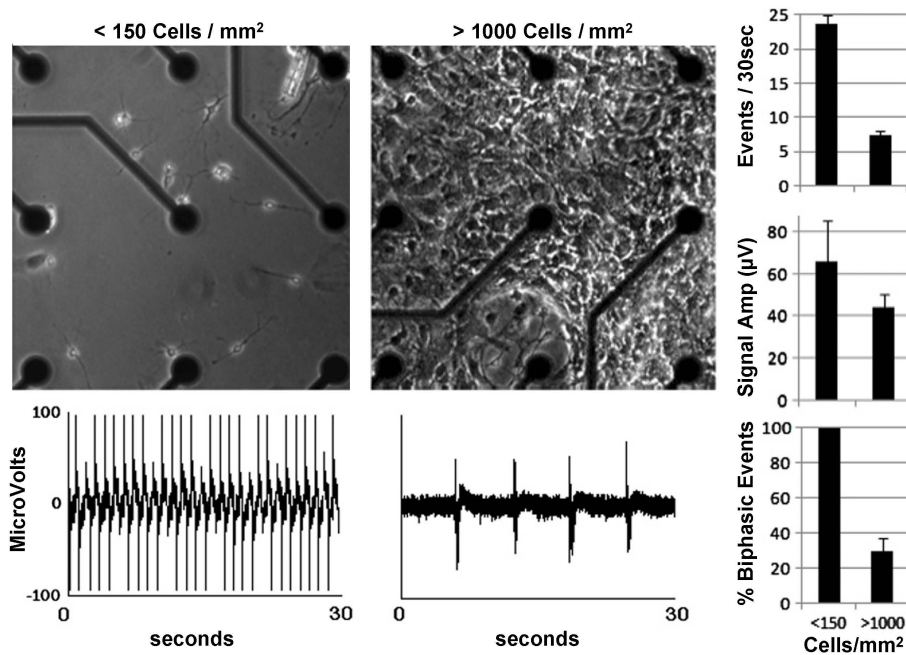 < 150 Cells / mm²
> 1000 Cells / mm²
MicroVolts
100
0
-100
0
30
seconds
0
30
seconds
Events / 30sec
25
20
15
10
5
0
Signal Amp (µV)
80
60
40
20
0
% Biphasic Events
100
80
60
40
20
0
<150 >1000
Cells/mm²